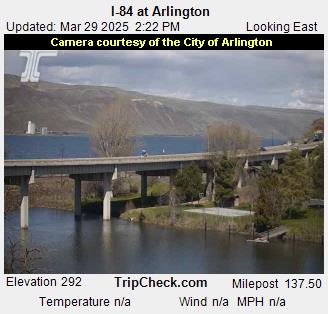 I-84 at Arlington
Updated: Mar 29 2025 2:22 PM Looking East
Camera courtesy of the City of Arlington
Elevation 292 TripCheck.com Milepost 137.50
Temperature n/a Wind n/a MPH n/a